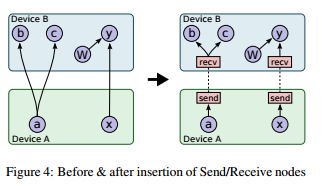 Device B
Device B
b
c
y
b
c
y
W
W
recv
recv
send
send
a
x
a
x
Device A
Device A
Figure 4: Before & after insertion of Send/Receive nodes